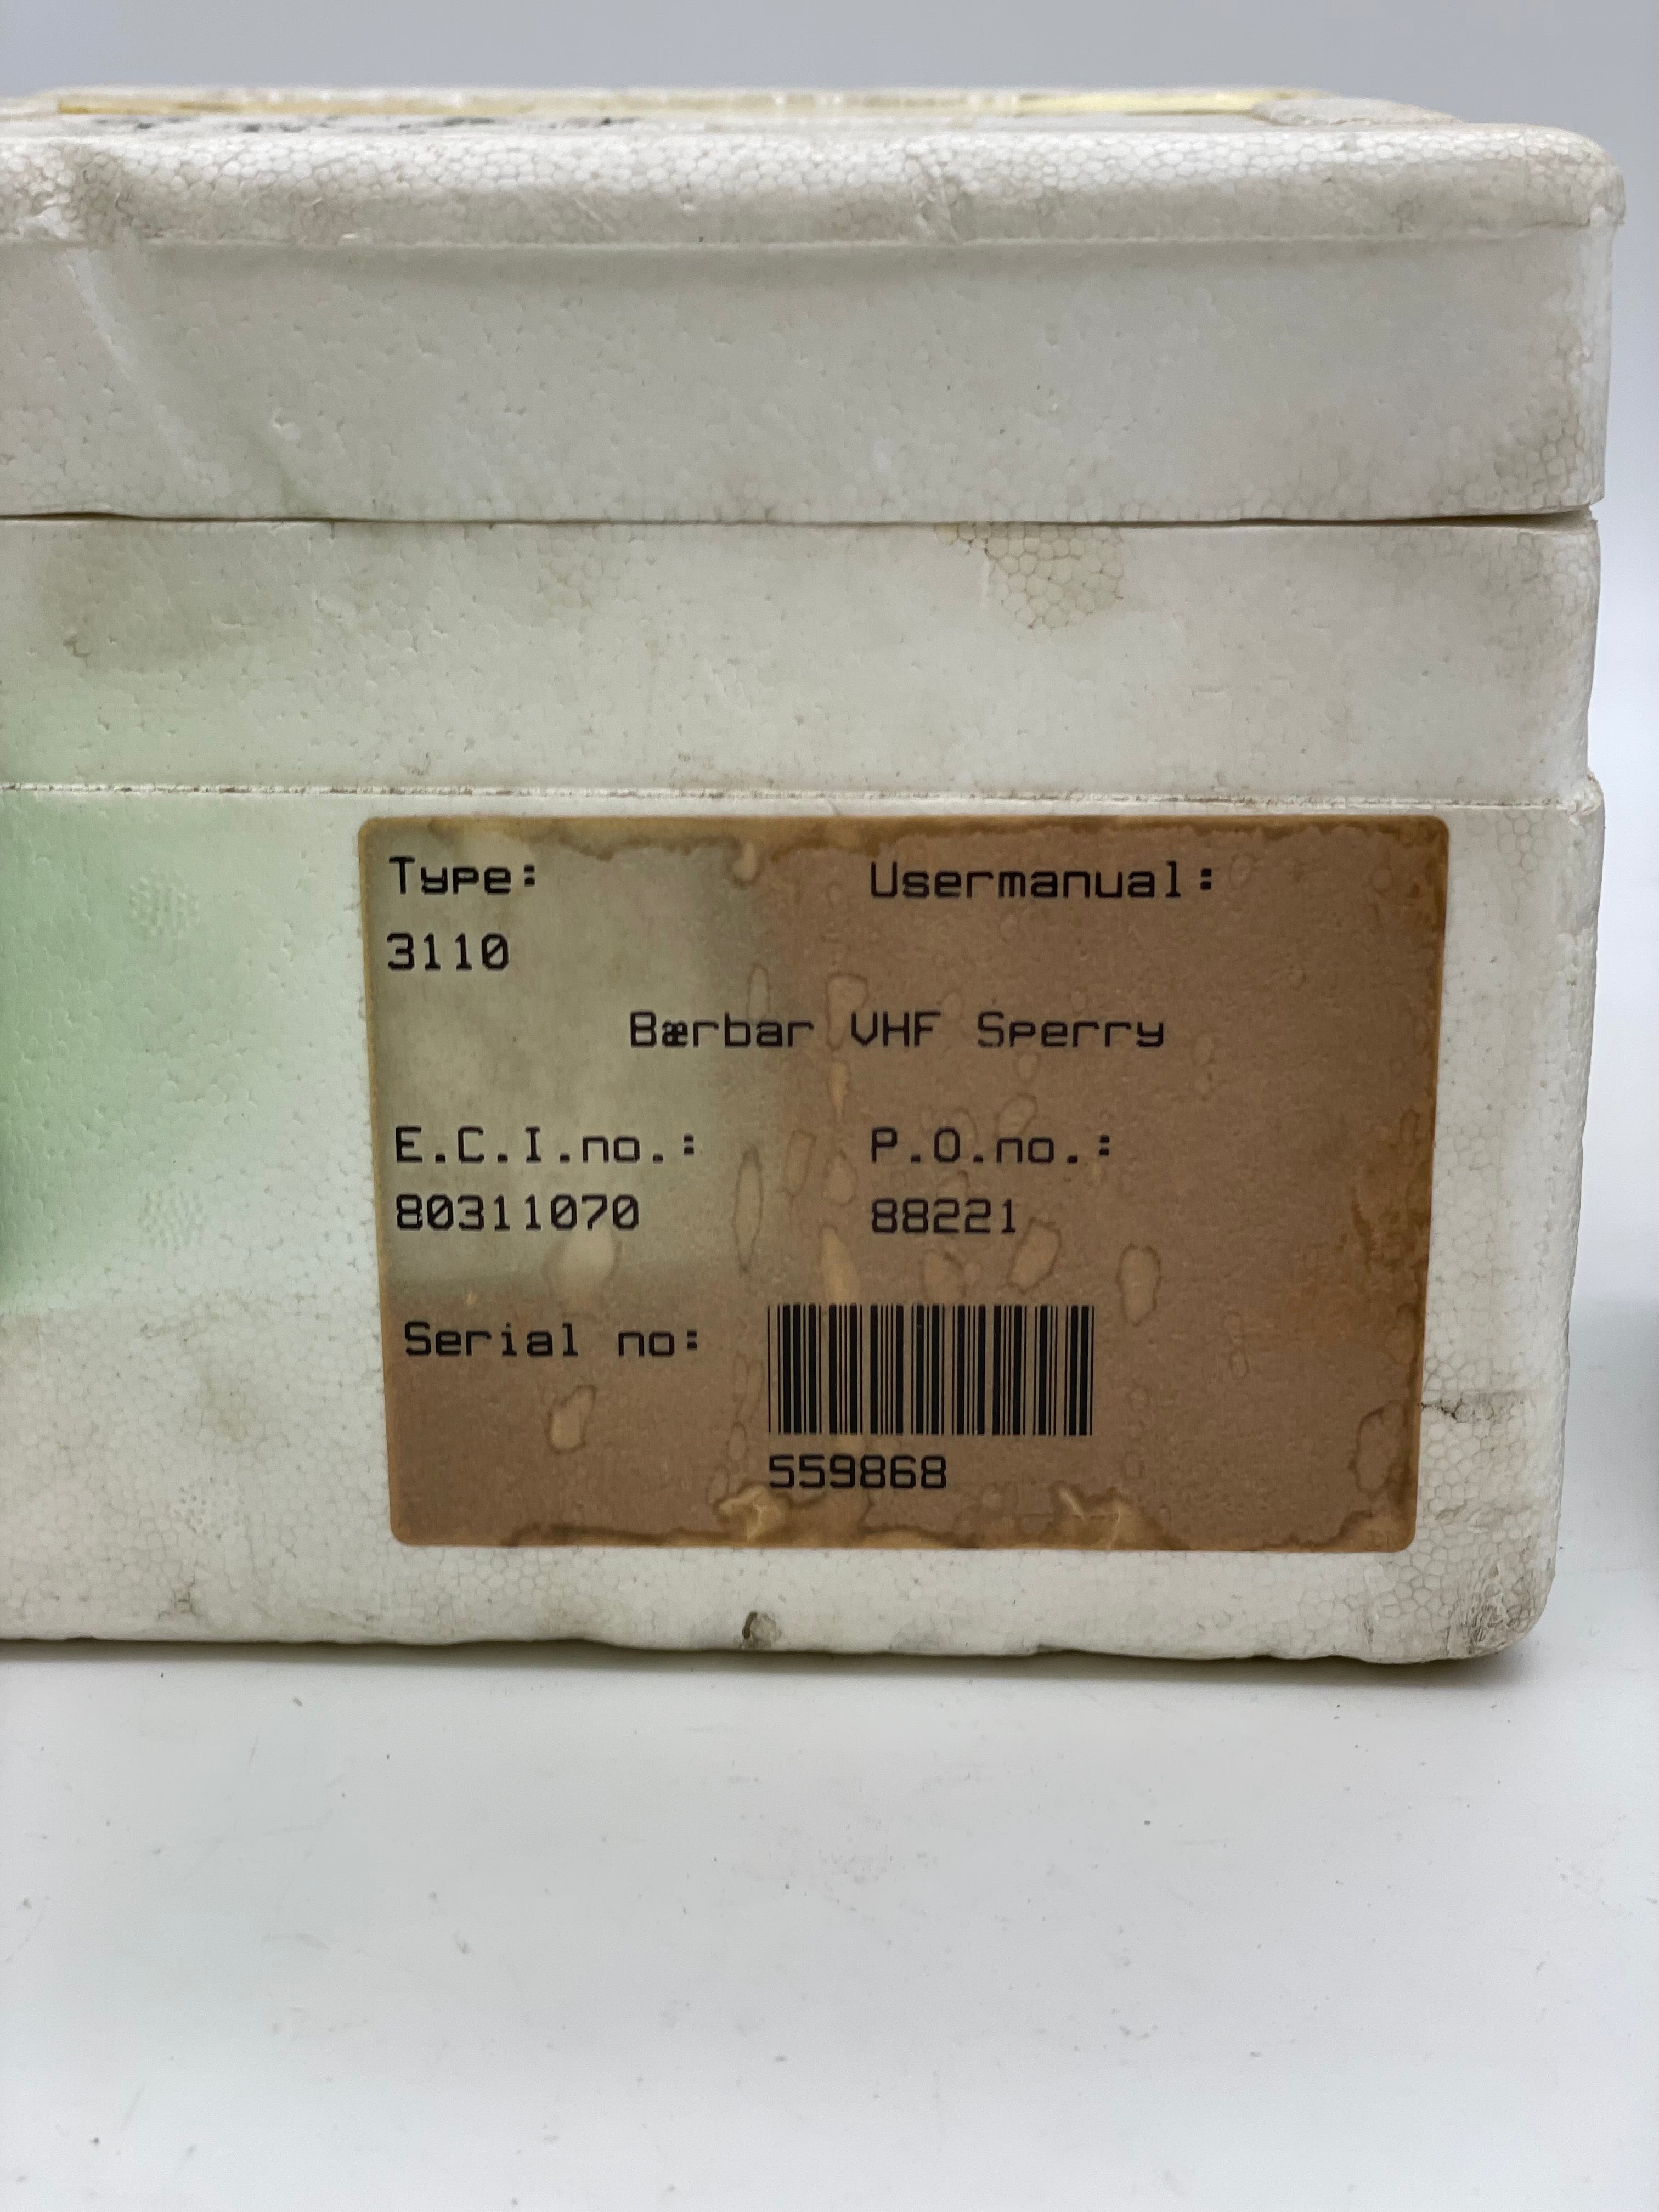 Type: Usermanual:
3110
Bærbar VHF Sperry
E.C.I.no.: P.O.no.:
80311070 88221
Serial no:
559868